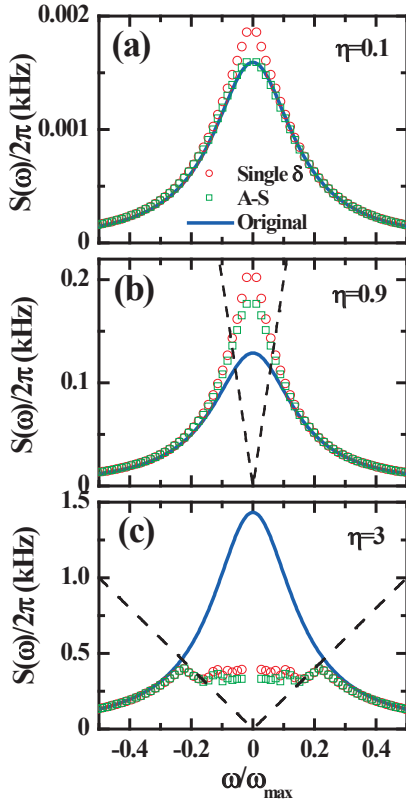 0.002
(a)
η=0.1
S(ω)/2π (kHz)
0.001
Single δ
A-S
Original
0
0.2
(b)
η=0.9
S(ω)/2π (kHz)
0.1
0
1.5
(c)
η=3
S(ω)/2π (kHz)
1.0
0.5
0
-0.4 -0.2 0 0.2 0.4
ω/ωmax